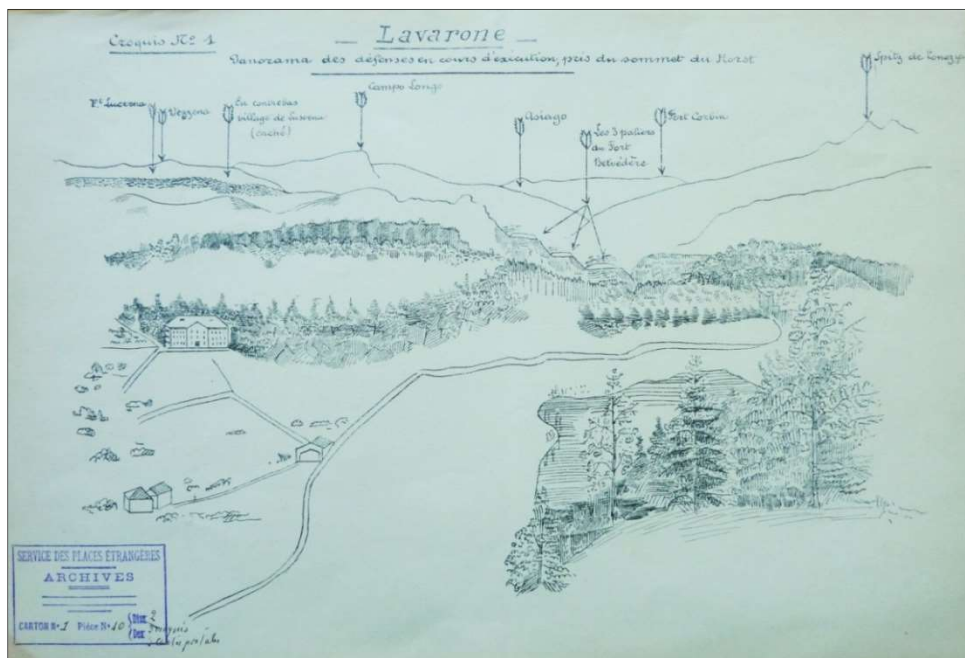 Croquis Nº 1
Lavarone
Panorama des défenses en cours d'exécution, pris du sommet du Horst
Ft Lucerna
Vezzena
En contrebas
village de Luserna
(caché)
Campo Longo
Asiago
Les 3 paliers
du Fort
Belvédère
Fort Corbin
Spitz de Tonezza
SERVICE DES PLACES ÉTRANGÈRES
ARCHIVES
CARTON Nº 1 Pièce Nº 10
2